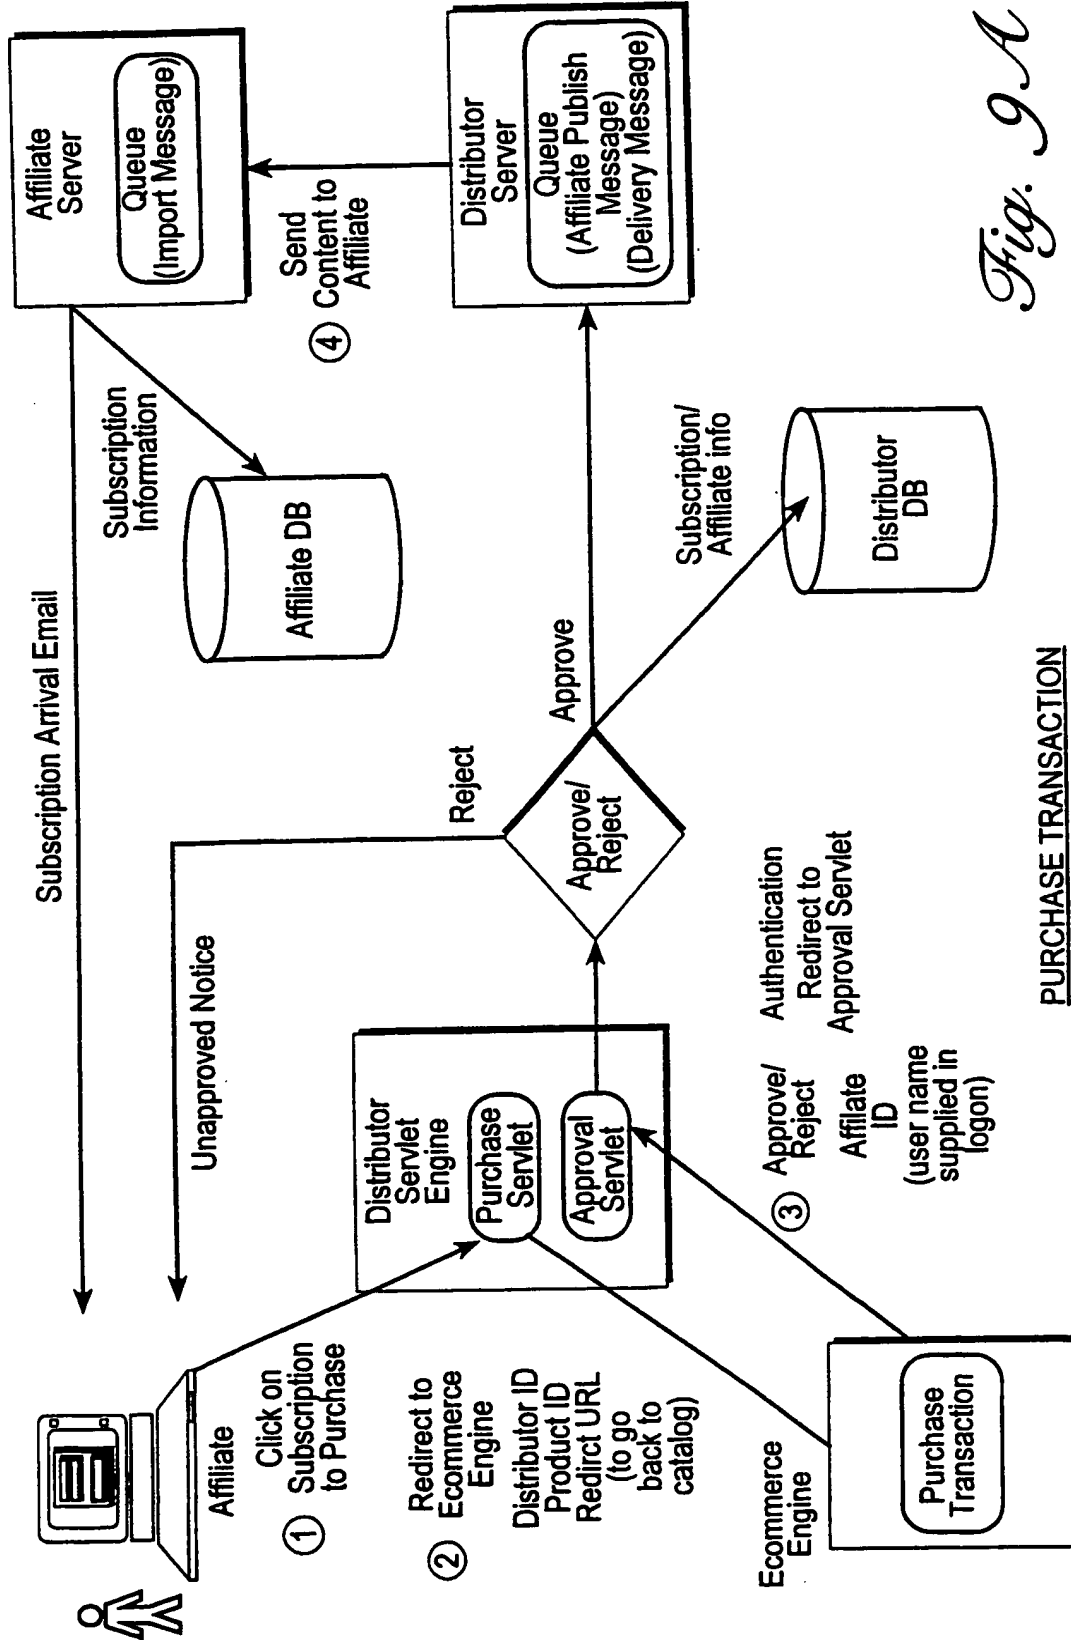 Affiliate
1
Click on
Subscription
to Purchase
2
Redirect to
Ecommerce
Engine
Distributor ID
Product ID
Redirct URL
(to go
back to
catalog)
Ecommerce
Engine
Purchase
Transaction
Distributor
Servlet
Engine
Purchase
Servlet
Approval
Servlet
3
Approve/
Reject
Affilate
ID
(user name
supplied in
logon)
Authentication
Redirect to
Approval Servlet
Unapproved Notice
Subscription Arrival Email
Approve/
Reject
Reject
Approve
Subscription
Information
Affiliate DB
Subscription/
Affiliate info
Distributor
DB
4
Send
Content to
Affiliate
Affiliate
Server
Queue
(Import Message)
Distributor
Server
Queue
(Affiliate Publish
Message)
(Delivery Message)
PURCHASE TRANSACTION
Fig. 9A